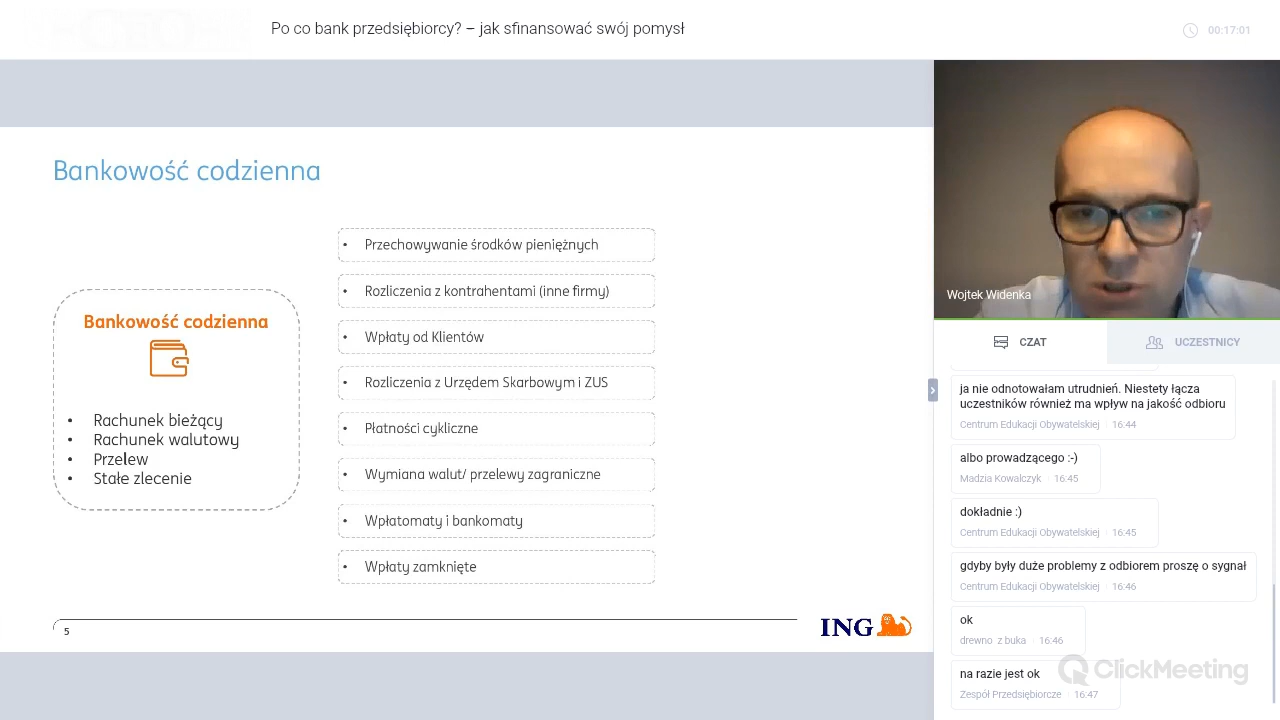 Po co bank przedsiębiorcy? – jak sfinansować swój pomysł
00:17:01
Bankowość codzienna
Bankowość codzienna
• Rachunek bieżący
• Rachunek walutowy
• Przelew
• Stałe zlecenie
• Przechowywanie środków pieniężnych
• Rozliczenia z kontrahentami (inne firmy)
• Wpłaty od Klientów
• Rozliczenia z Urzędem Skarbowym i ZUS
• Płatności cykliczne
• Wymiana walut/ przelewy zagraniczne
• Wpłatomaty i bankomaty
• Wpłaty zamknięte
5
ING
Wojtek Widenka
CZAT
UCZESTNICY
ja nie odnotowałam utrudnień. Niestety łącza
uczestników również ma wpływ na jakość odbioru
Centrum Edukacji Obywatelskiej · 16:44
albo prowadzącego :-)
Madzia Kowalczyk · 16:45
dokładnie :)
Centrum Edukacji Obywatelskiej · 16:45
gdyby były duże problemy z odbiorem proszę o sygnał
Centrum Edukacji Obywatelskiej · 16:46
ok
drewno z buka · 16:46
na razie jest ok
Zespół Przedsiębiorcze · 16:47
ClickMeeting